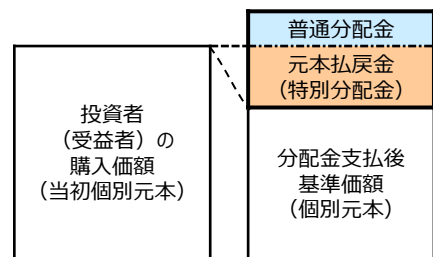 普通分配金
元本払戻金
（特別分配金）
投資者
（受益者）の
購入価額
（当初個別元本）
分配金支払後
基準価額
（個別元本）